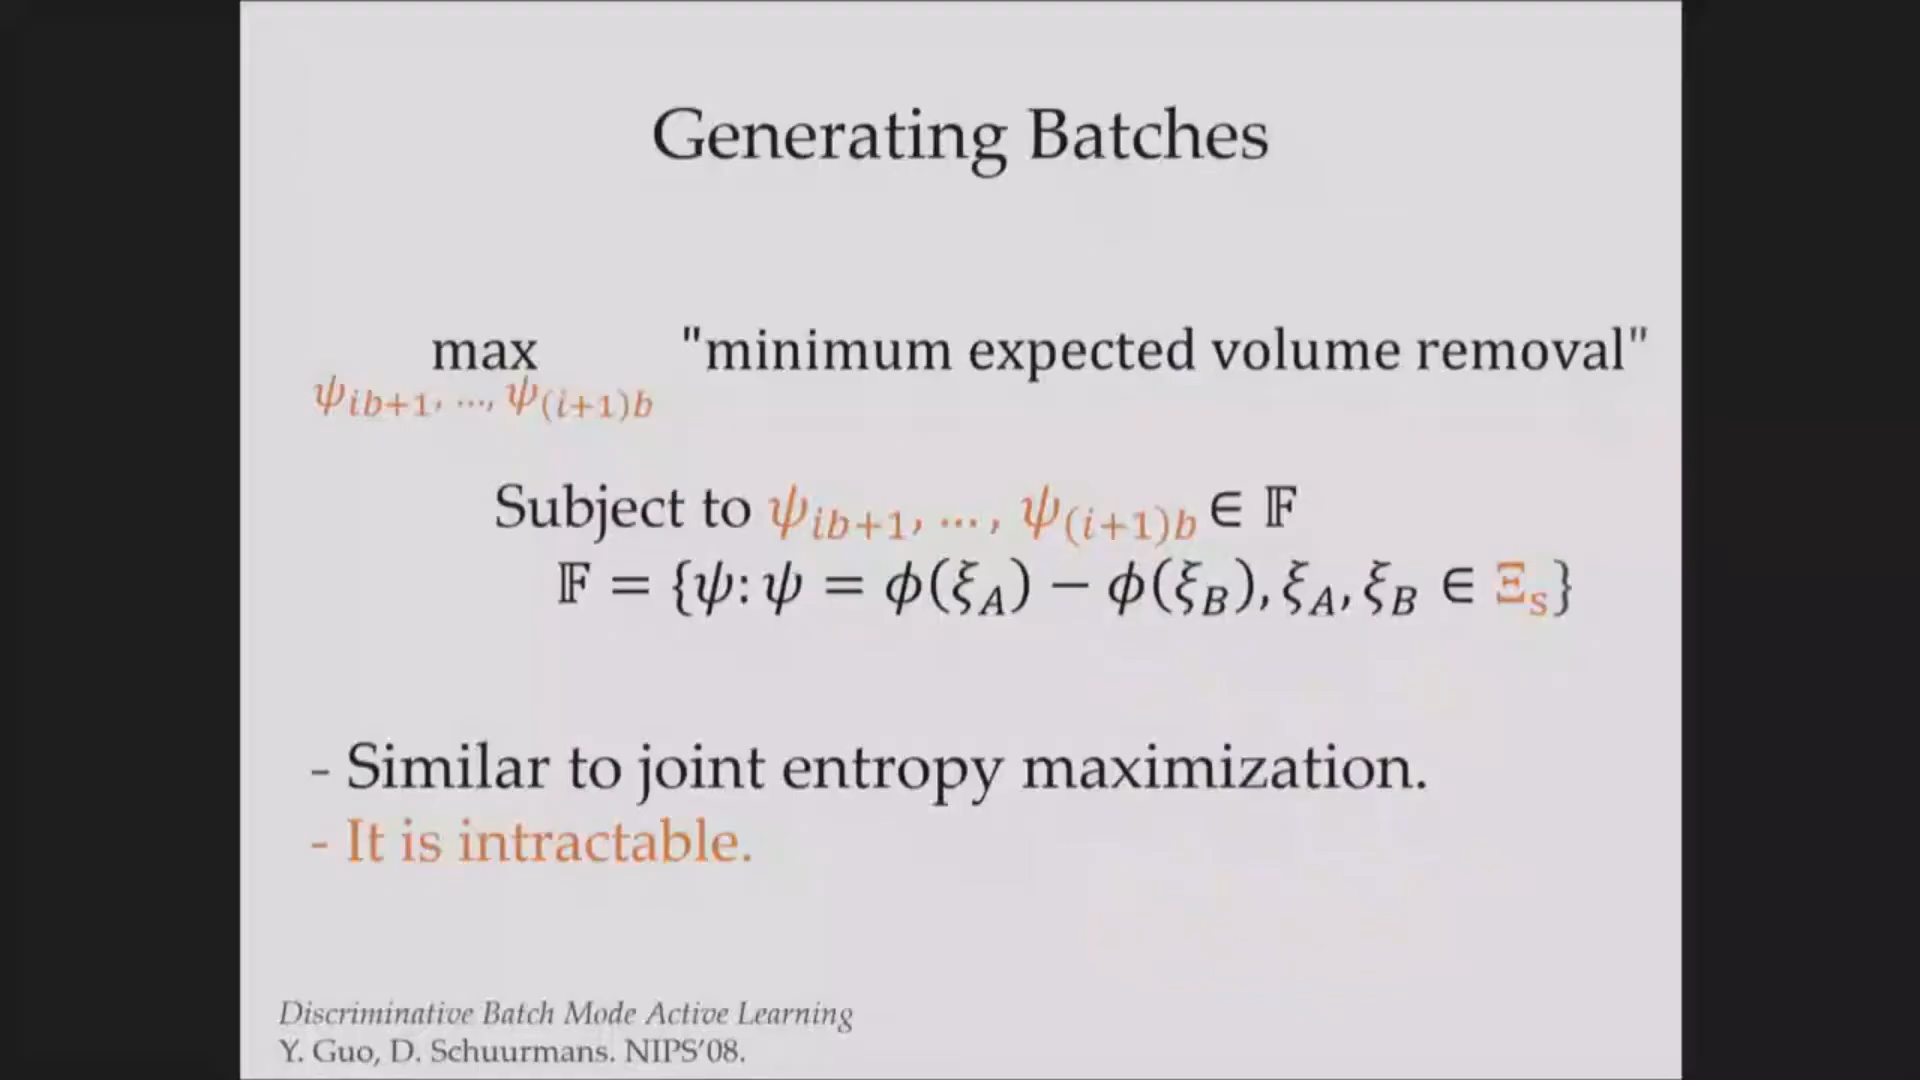 Generating Batches
max "minimum expected volume removal"
ψ_{ib+1}, …, ψ_{(i+1)b}
Subject to ψ_{ib+1}, …, ψ_{(i+1)b} ∈ 𝔽
𝔽 = {ψ: ψ = ϕ(ξ_A) − ϕ(ξ_B), ξ_A, ξ_B ∈ Ξ_s}
- Similar to joint entropy maximization.
- It is intractable.
Discriminative Batch Mode Active Learning
Y. Guo, D. Schuurmans. NIPS'08.